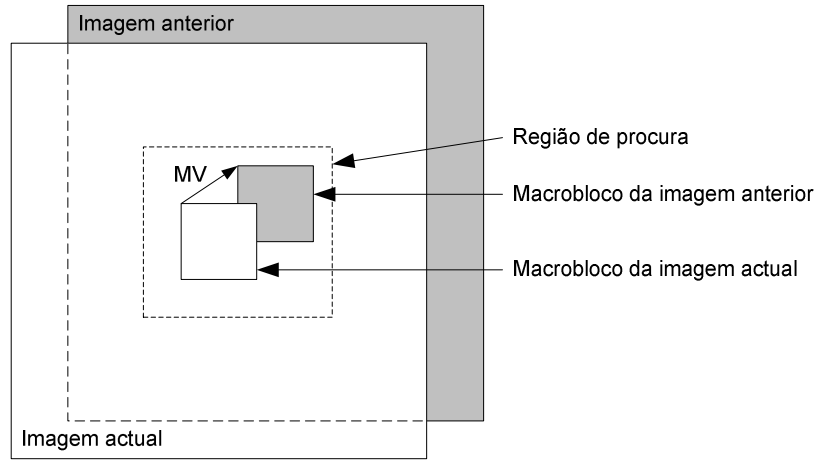 Imagem anterior
Região de procura
MV
Macrobloco da imagem anterior
Macrobloco da imagem actual
Imagem actual